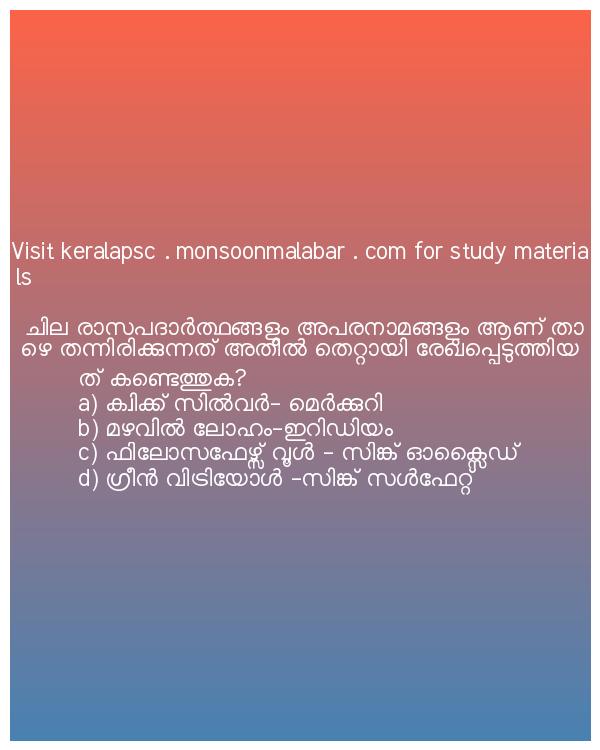 Visit keralapsc . monsoonmalabar . com for study materia
ls
ചില രാസപദാർത്ഥങ്ങളും അപരനാമങ്ങളും ആണ് താ
ഴെ തന്നിരിക്കുന്നത് അതിൽ തെറ്റായി രേഖപ്പെടുത്തിയ
ത് കണ്ടെത്തുക?
a) ക്വിക്ക് സിൽവർ- മെർക്കുറി
b) മഴവിൽ ലോഹം-ഇറിഡിയം
c) ഫിലോസഫേഴ്സ് വൂൾ - സിങ്ക് ഓക്സൈഡ്
d) ഗ്രീൻ വിട്രിയോൾ -സിങ്ക് സൾഫേറ്റ്